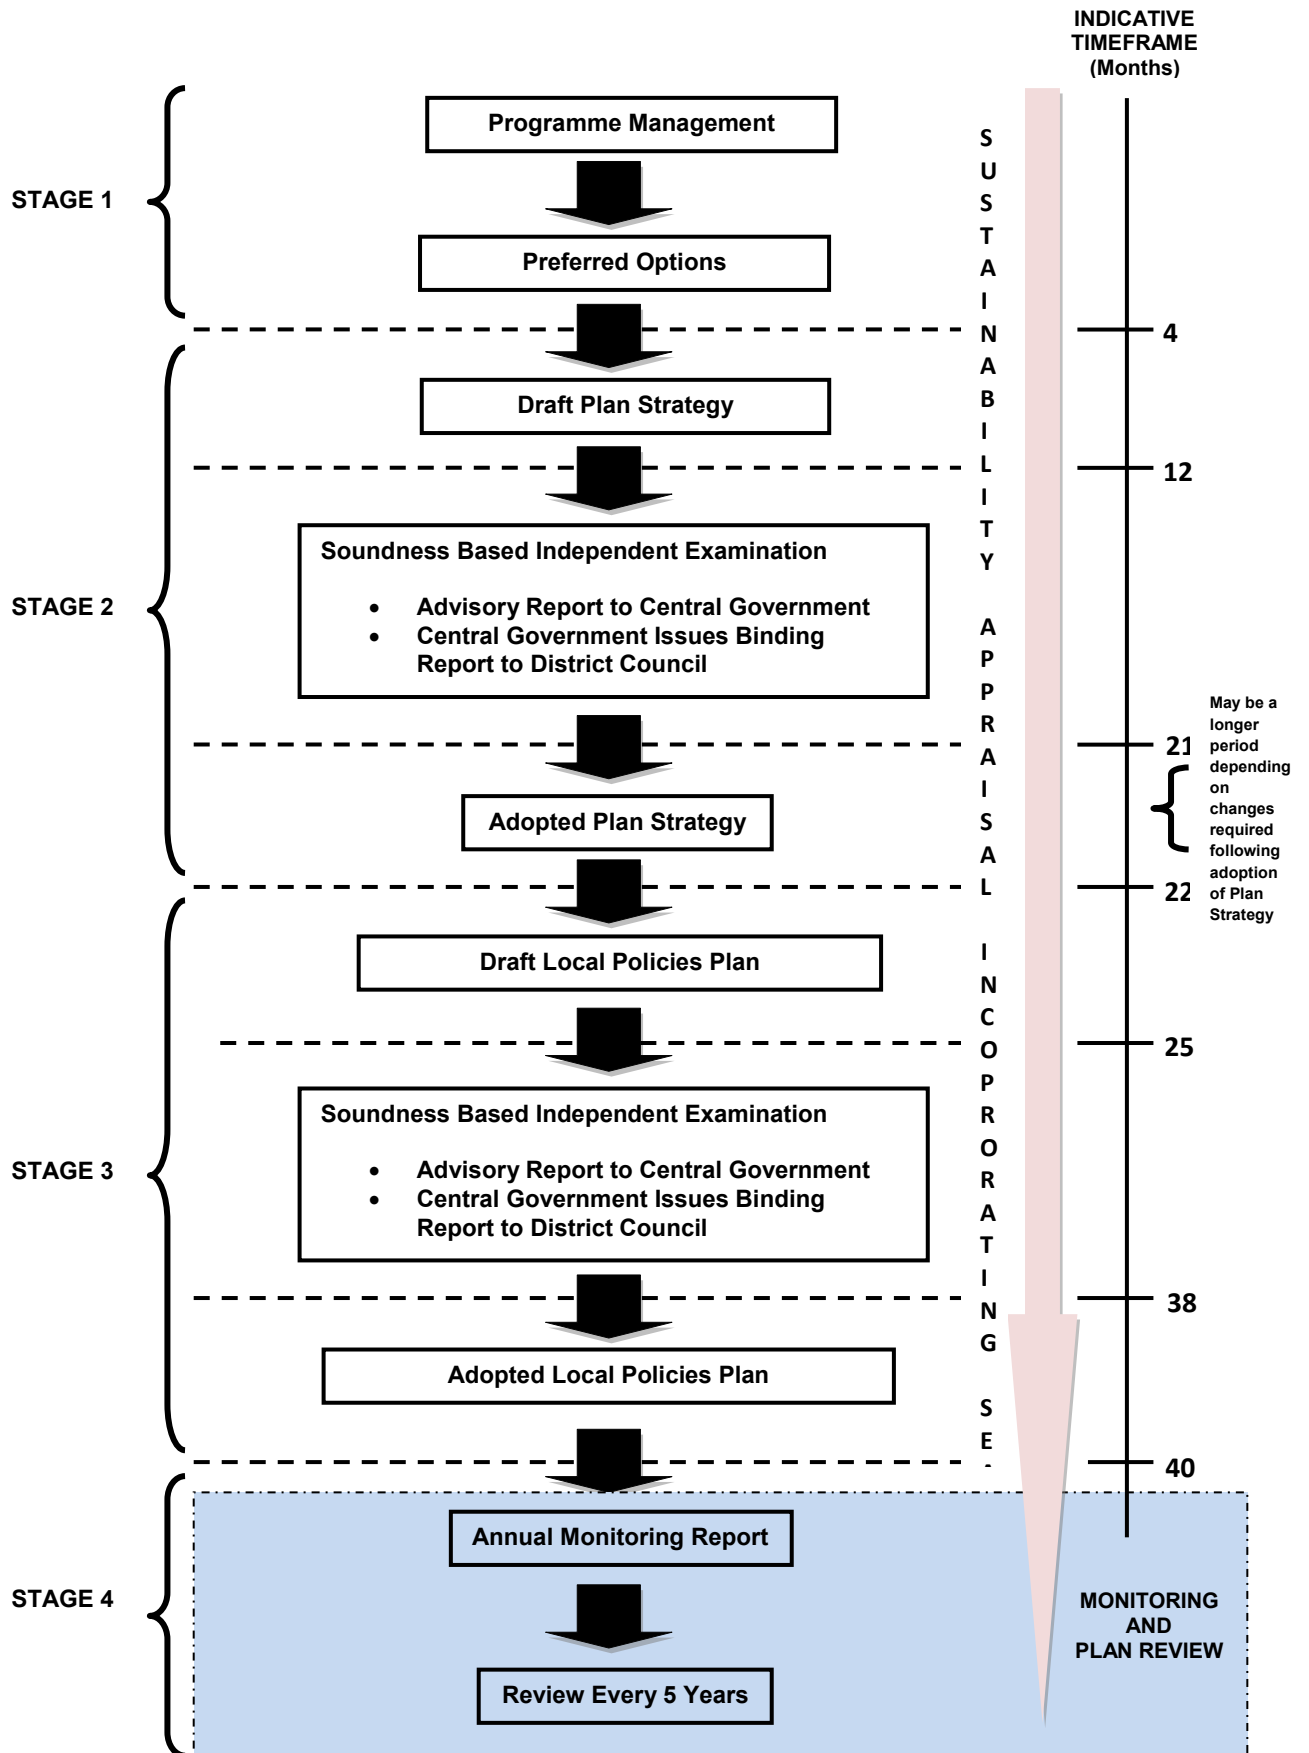 INDICATIVE
TIMEFRAME
(Months)
Programme Management
STAGE 1
Preferred Options
4
Draft Plan Strategy
12
Soundness Based Independent Examination
• Advisory Report to Central Government
• Central Government Issues Binding
Report to District Council
STAGE 2
21
May be a
longer
period
depending
on
changes
required
following
adoption
of Plan
Strategy
Adopted Plan Strategy
22
Draft Local Policies Plan
25
Soundness Based Independent Examination
• Advisory Report to Central Government
• Central Government Issues Binding
Report to District Council
STAGE 3
38
Adopted Local Policies Plan
40
SUSTAINABILITY APPRAISAL INCOPRORATING SE
Annual Monitoring Report
STAGE 4
MONITORING
AND
PLAN REVIEW
Review Every 5 Years